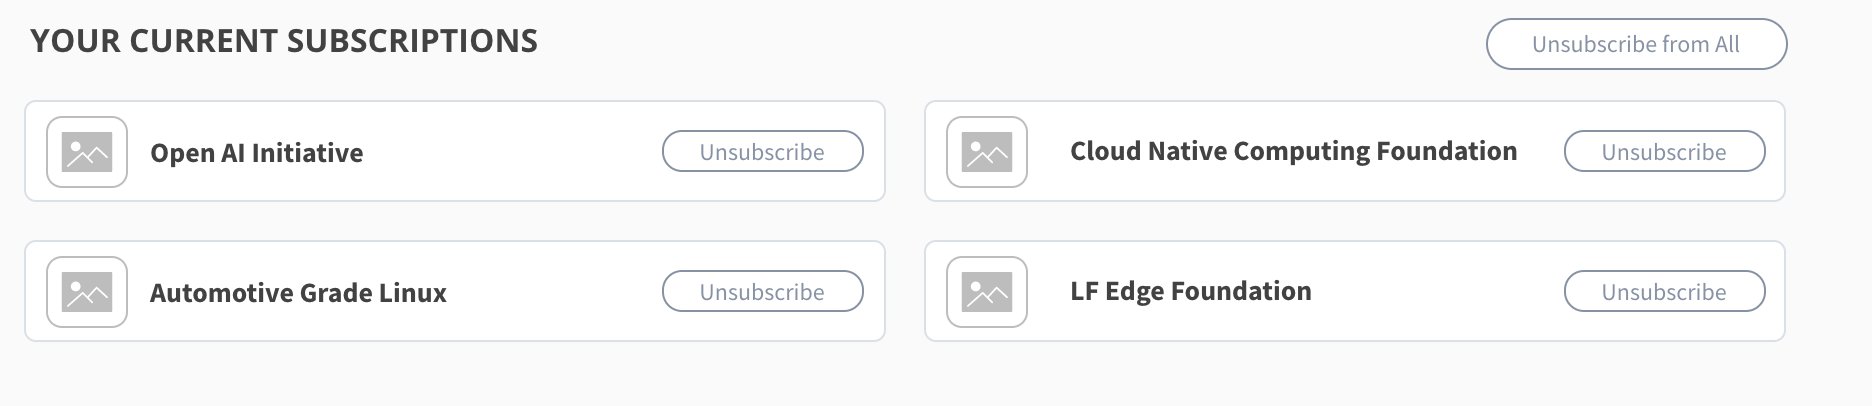 YOUR CURRENT SUBSCRIPTIONS
Unsubscribe from All
Open AI Initiative
Unsubscribe
Cloud Native Computing Foundation
Unsubscribe
Automotive Grade Linux
Unsubscribe
LF Edge Foundation
Unsubscribe